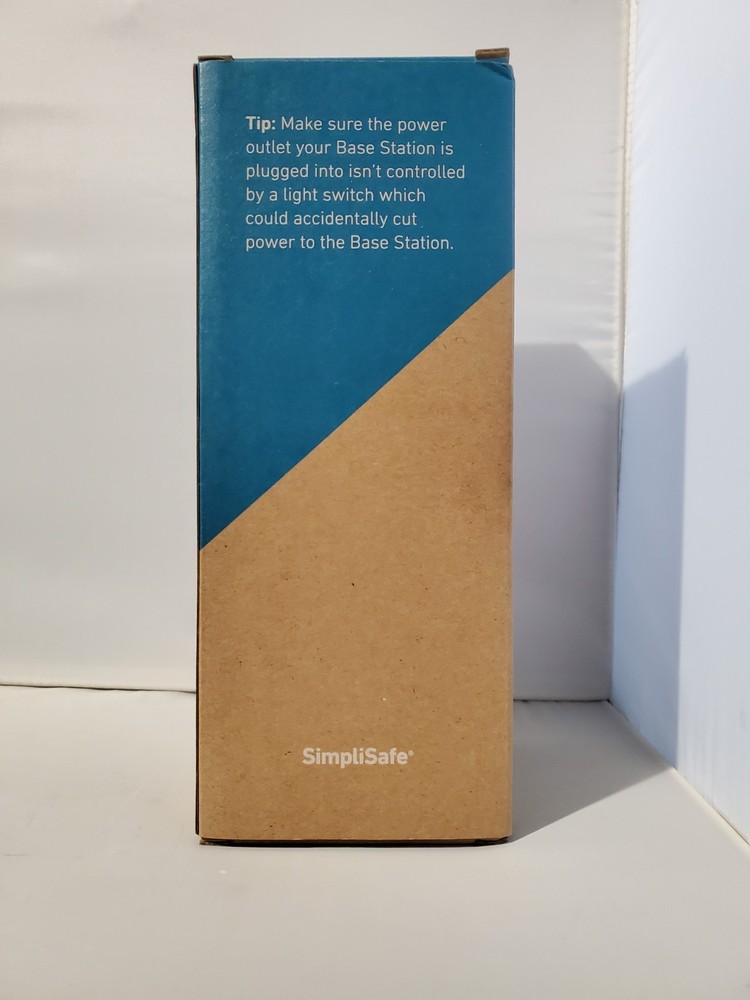 Tip: Make sure the power
outlet your Base Station is
plugged into isn't controlled
by a light switch which
could accidentally cut
power to the Base Station.
SimpliSafe®